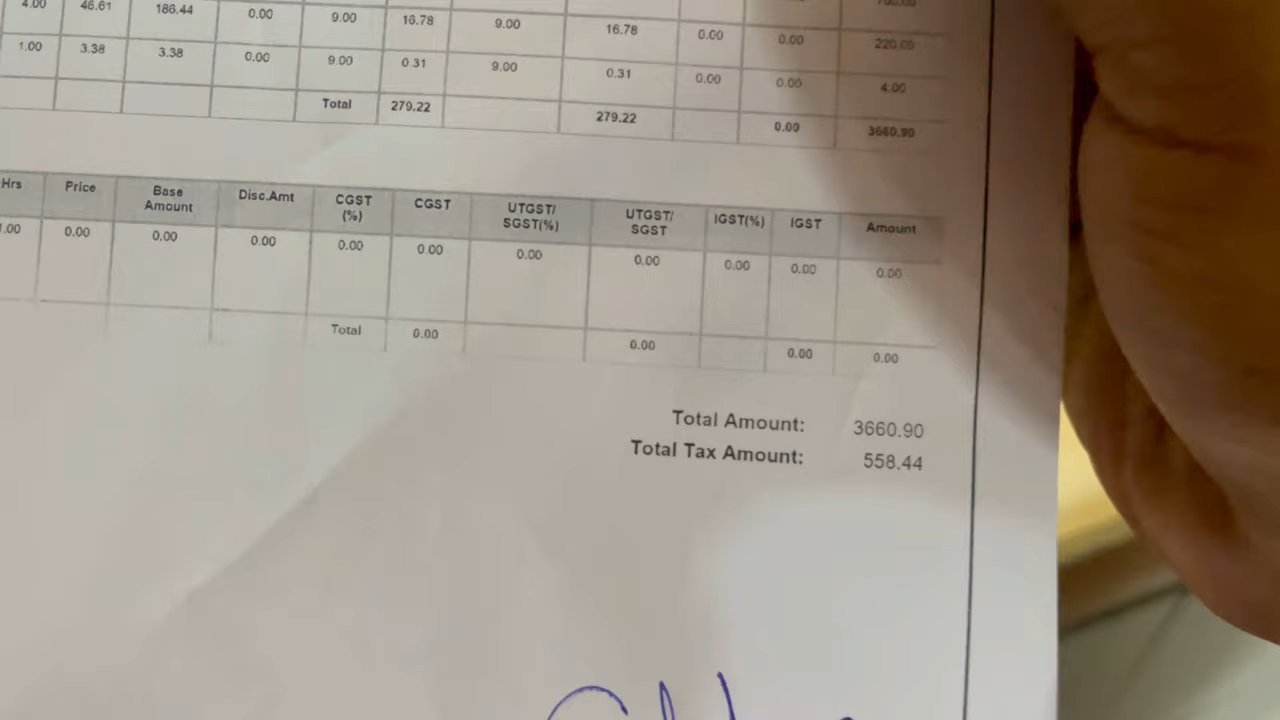 4.00 46.61 186.44 0.00 9.00 16.78 9.00 16.78 0.00 0.00 220.00
1.00 3.38 3.38 0.00 9.00 0.31 9.00 0.31 0.00 0.00 4.00
Total 279.22 279.22 0.00 3660.90
Hrs Price Base Amount Disc.Amt CGST (%) CGST UTGST/ SGST(%) UTGST/ SGST IGST(%) IGST Amount
1.00 0.00 0.00 0.00 0.00 0.00 0.00 0.00 0.00 0.00 0.00
Total 0.00 0.00 0.00 0.00
Total Amount: 3660.90
Total Tax Amount: 558.44